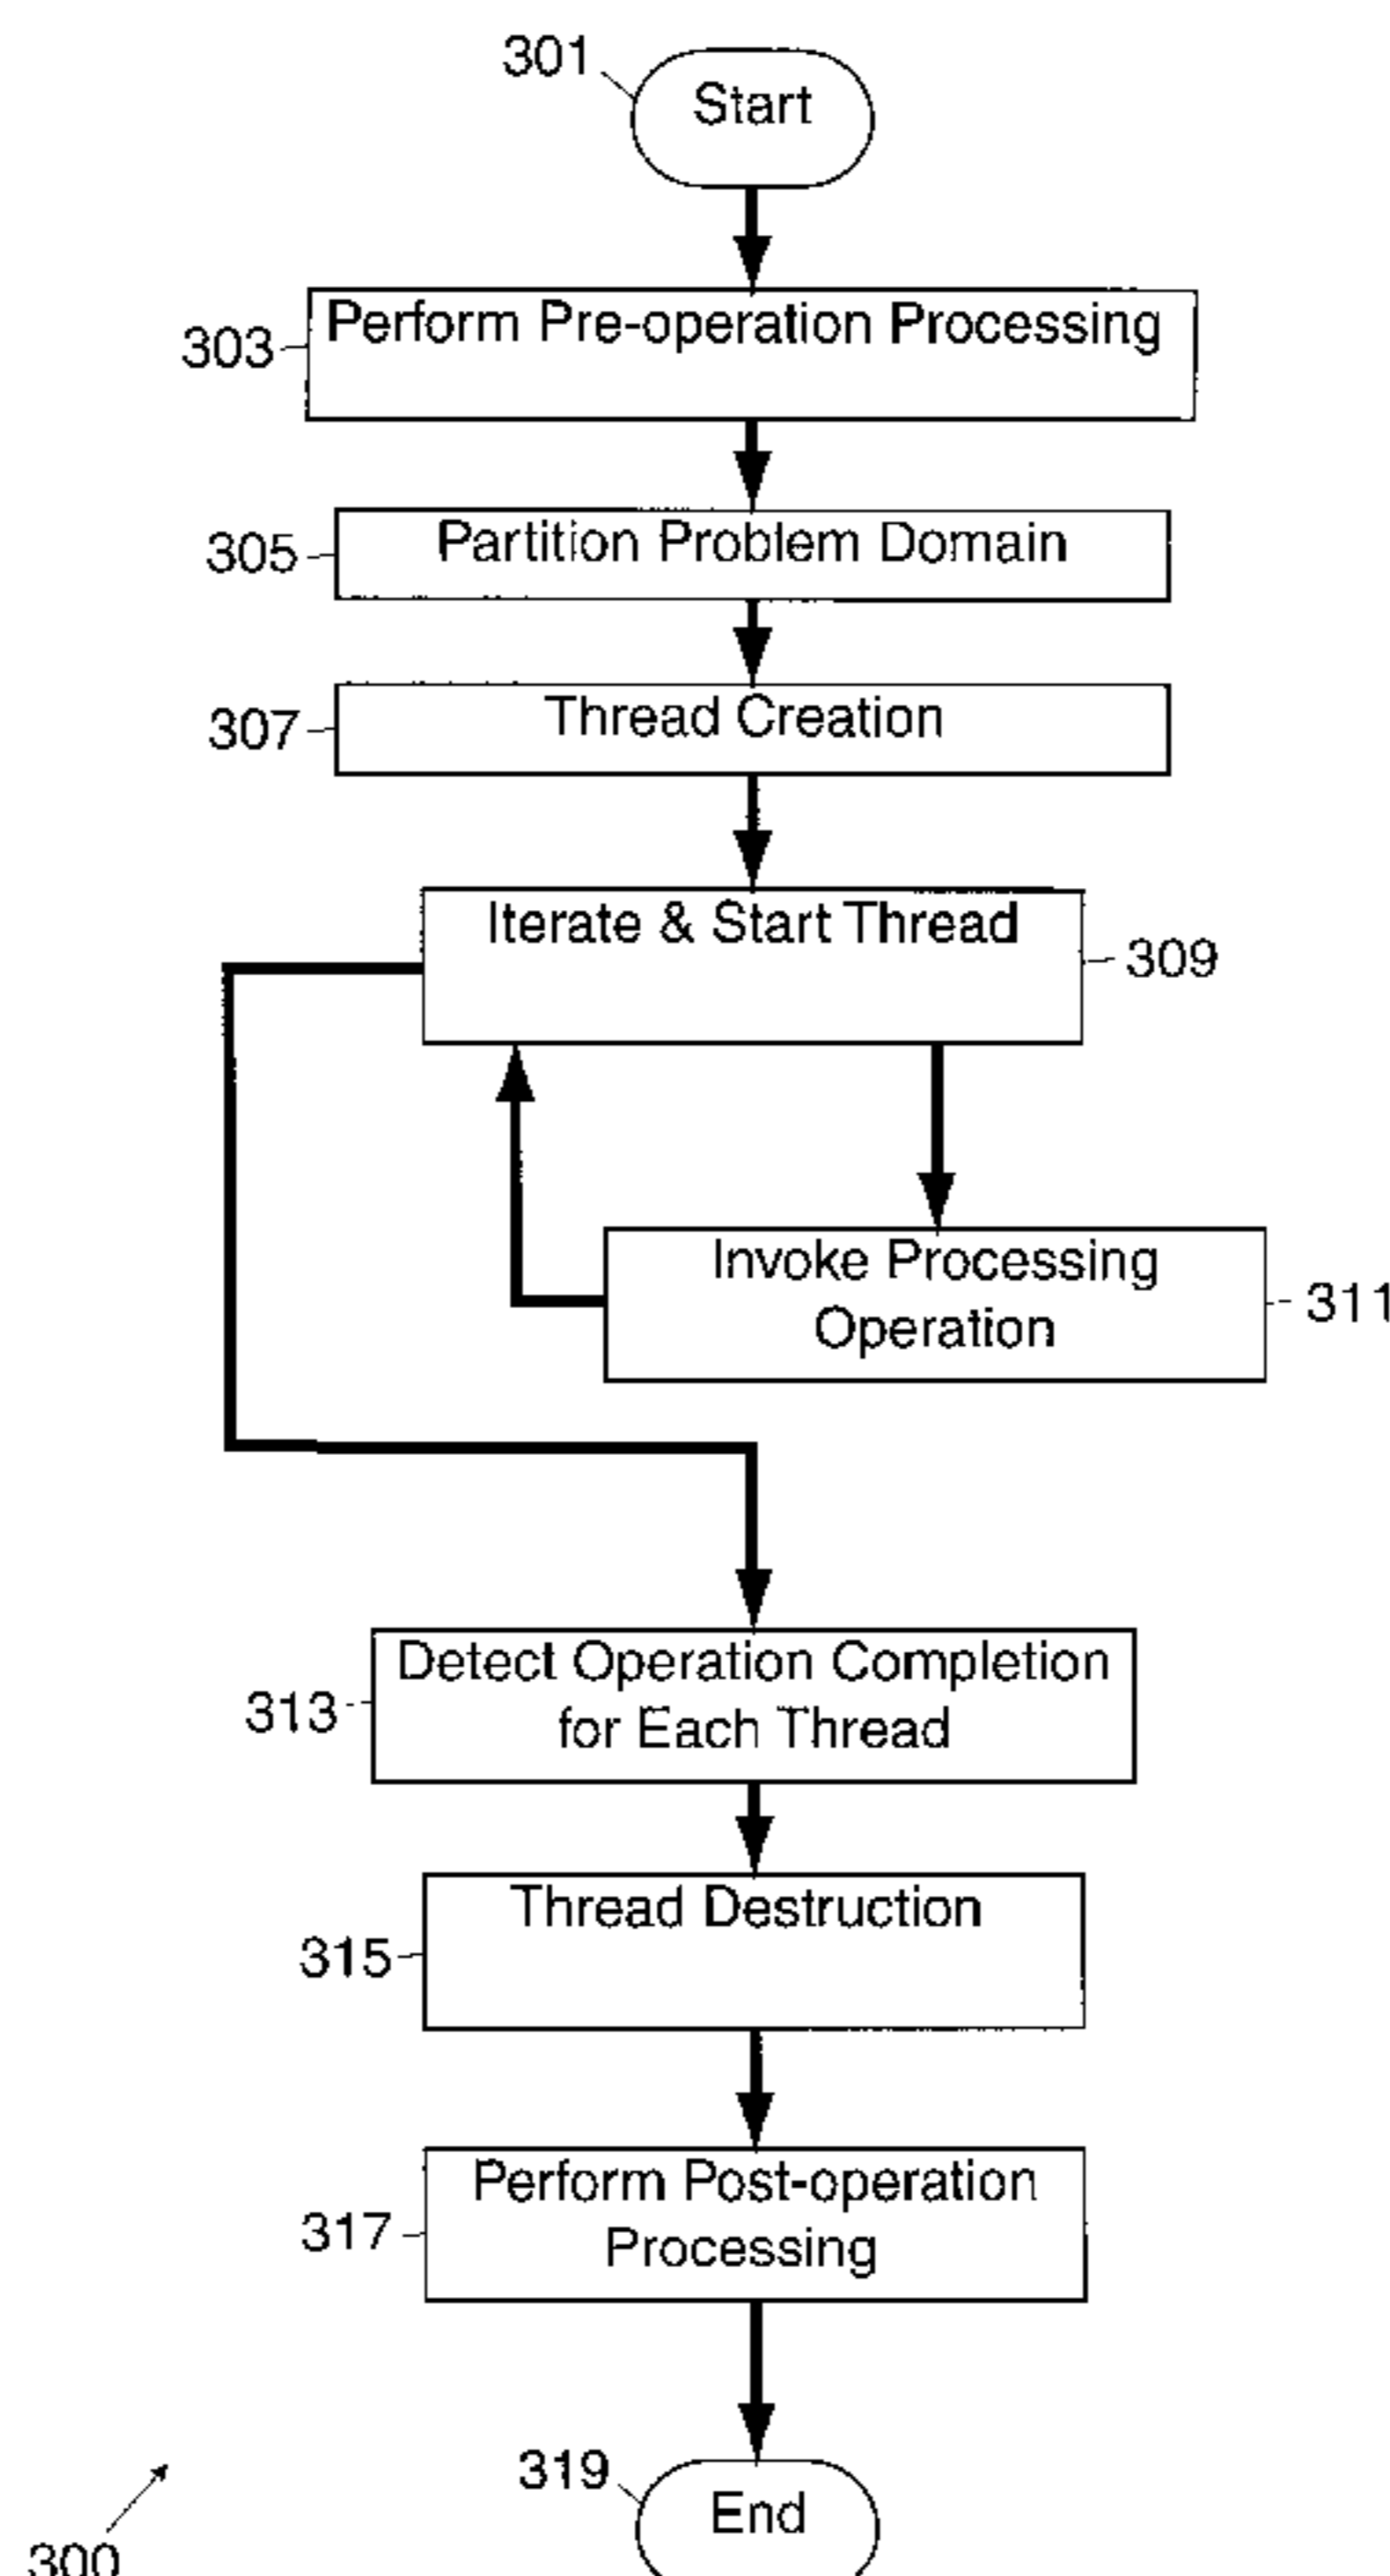 301
Start
303
Perform Pre-operation Processing
305
Partition Problem Domain
307
Thread Creation
Iterate & Start Thread
309
Invoke Processing
Operation
311
313
Detect Operation Completion
for Each Thread
315
Thread Destruction
317
Perform Post-operation
Processing
319
End
300